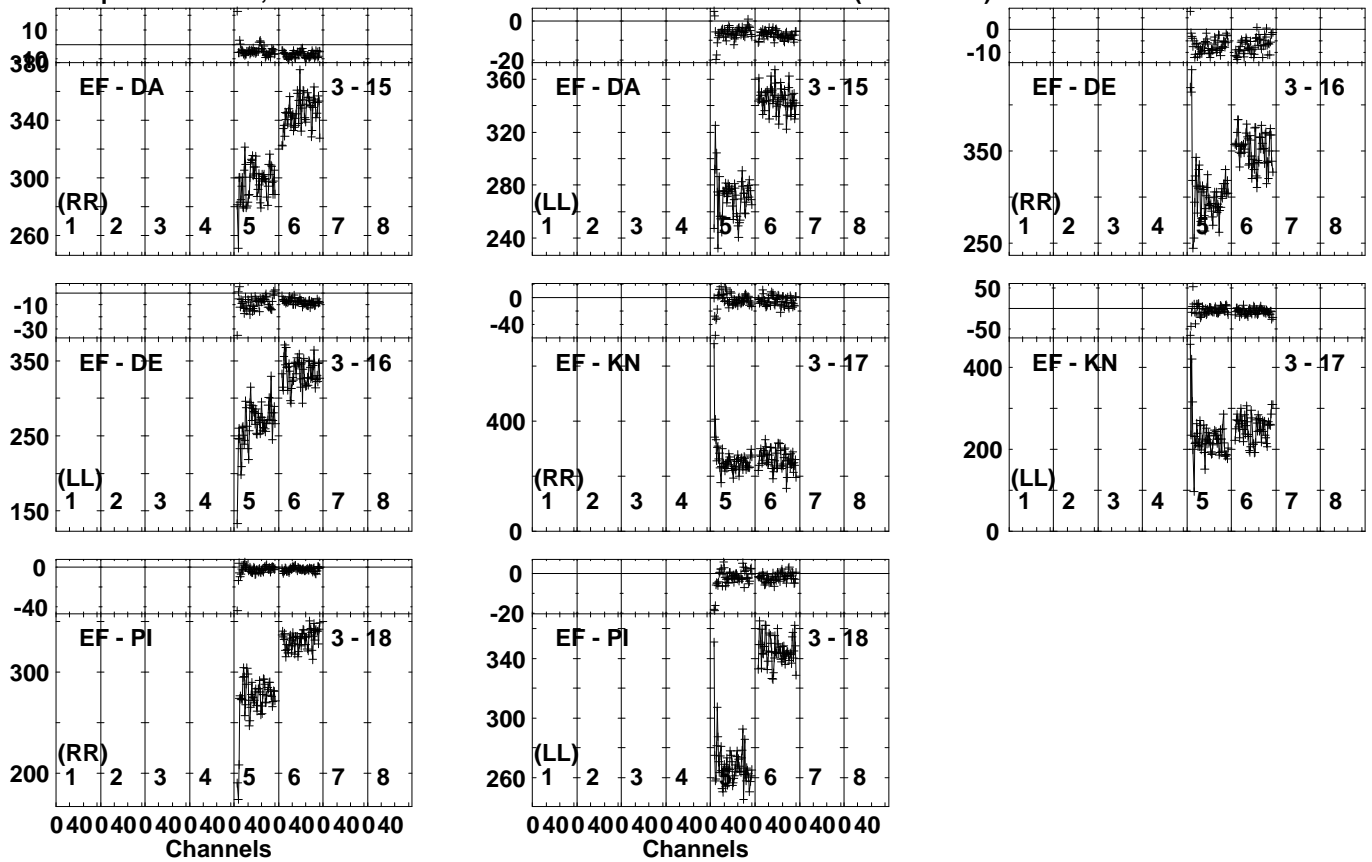 10
-10
380
EF - DA
3 - 15
340
300
(RR)
260
1 2 3 4 5 6 7 8
0
-20
360
EF - DA
3 - 15
320
280
(LL)
240
1 2 3 4 5 6 7 8
0
-10
EF - DE
3 - 16
350
(RR)
250
1 2 3 4 5 6 7 8
-10
-30
350
EF - DE
3 - 16
250
(LL)
150
1 2 3 4 5 6 7 8
0
-40
EF - KN
3 - 17
400
(RR)
0
1 2 3 4 5 6 7 8
50
-50
400
EF - KN
3 - 17
200
(LL)
0
1 2 3 4 5 6 7 8
0
-40
EF - PI
3 - 18
300
(RR)
200
1 2 3 4 5 6 7 8
0
-20
EF - PI
3 - 18
340
300
(LL)
260
1 2 3 4 5 6 7 8
0 40 0 40 0 40 0 40 0 40 0 40 0 40 0 40
Channels
0 40 0 40 0 40 0 40 0 40 0 40 0 40 0 40
Channels